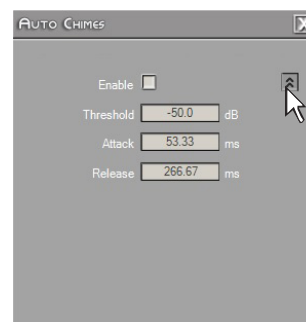 Auto Chimes
Enable
Threshold -50.0 dB
Attack 53.33 ms
Release 266.67 ms